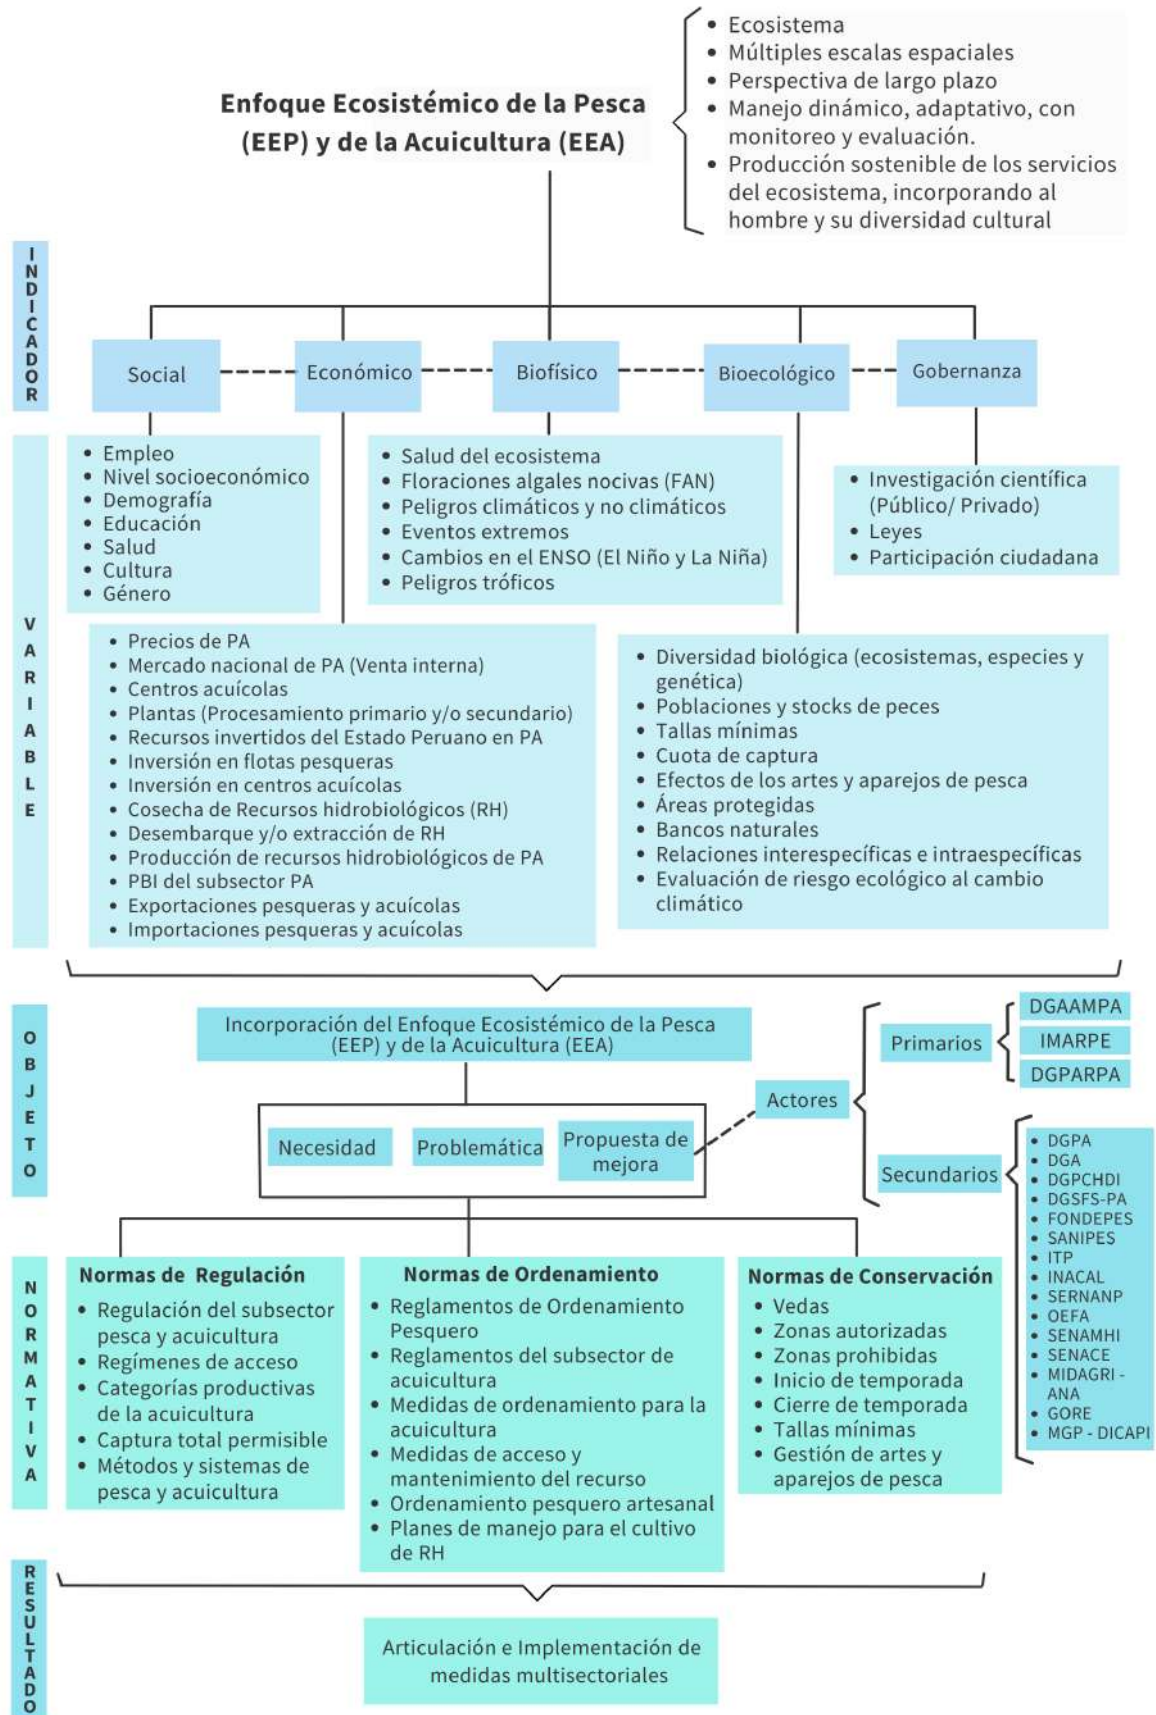 Enfoque Ecosistémico de la Pesca
(EEP) y de la Acuicultura (EEA)
• Ecosistema
• Múltiples escalas espaciales
• Perspectiva de largo plazo
• Manejo dinámico, adaptativo, con
monitoreo y evaluación.
• Producción sostenible de los servicios
del ecosistema, incorporando al
hombre y su diversidad cultural
INDICADOR
Social
Económico
Biofísico
Bioecológico
Gobernanza
VARIABLE
• Empleo
• Nivel socioeconómico
• Demografía
• Educación
• Salud
• Cultura
• Género
• Salud del ecosistema
• Floraciones algales nocivas (FAN)
• Peligros climáticos y no climáticos
• Eventos extremos
• Cambios en el ENSO (El Niño y La Niña)
• Peligros tróficos
• Investigación científica
(Público/ Privado)
• Leyes
• Participación ciudadana
• Precios de PA
• Mercado nacional de PA (Venta interna)
• Centros acuícolas
• Plantas (Procesamiento primario y/o secundario)
• Recursos invertidos del Estado Peruano en PA
• Inversión en flotas pesqueras
• Inversión en centros acuícolas
• Cosecha de Recursos hidrobiológicos (RH)
• Desembarque y/o extracción de RH
• Producción de recursos hidrobiológicos de PA
• PBI del subsector PA
• Exportaciones pesqueras y acuícolas
• Importaciones pesqueras y acuícolas
• Diversidad biológica (ecosistemas, especies y
genética)
• Poblaciones y stocks de peces
• Tallas mínimas
• Cuota de captura
• Efectos de los artes y aparejos de pesca
• Áreas protegidas
• Bancos naturales
• Relaciones interespecíficas e intraespecíficas
• Evaluación de riesgo ecológico al cambio
climático
OBJETO
Incorporación del Enfoque Ecosistémico de la Pesca
(EEP) y de la Acuicultura (EEA)
Necesidad
Problemática
Propuesta de
mejora
Actores
Primarios
DGAAMPA
IMARPE
DGPARPA
Secundarios
• DGPA
• DGA
• DGPCHDI
• DGSFS-PA
• FONDEPES
• SANIPES
• ITP
• INACAL
• SERNANP
• OEFA
• SENAMHI
• SENACE
• MIDAGRI -
ANA
• GORE
• MGP - DICAPI
NORMATIVA
Normas de Regulación
• Regulación del subsector
pesca y acuicultura
• Regímenes de acceso
• Categorías productivas
de la acuicultura
• Captura total permisible
• Métodos y sistemas de
pesca y acuicultura
Normas de Ordenamiento
• Reglamentos de Ordenamiento
Pesquero
• Reglamentos del subsector de
acuicultura
• Medidas de ordenamiento para la
acuicultura
• Medidas de acceso y
mantenimiento del recurso
• Ordenamiento pesquero artesanal
• Planes de manejo para el cultivo
de RH
Normas de Conservación
• Vedas
• Zonas autorizadas
• Zonas prohibidas
• Inicio de temporada
• Cierre de temporada
• Tallas mínimas
• Gestión de artes y
aparejos de pesca
RESULTADO
Articulación e Implementación de
medidas multisectoriales